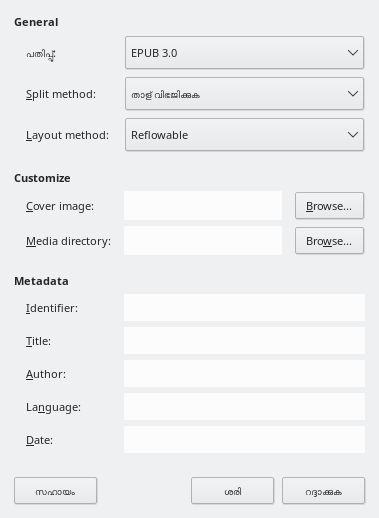 General
പതിപ്പ്:
EPUB 3.0
Split method:
താള് വിഭജിക്കുക
Layout method:
Reflowable
Customize
Cover image:
Browse...
Media directory:
Browse...
Metadata
Identifier:
Title:
Author:
Language:
Date:
സഹായം
ശരി
റദ്ദാക്കുക